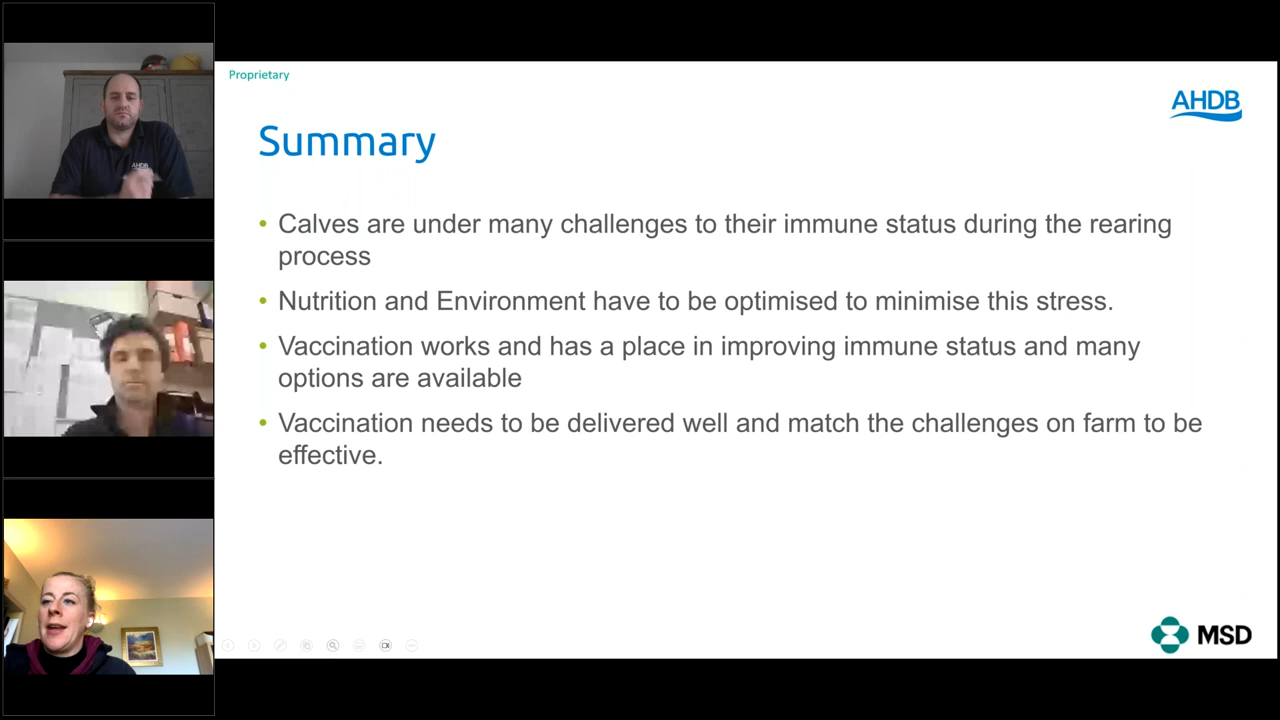 AHDB
Proprietary
AHDB
Summary
• Calves are under many challenges to their immune status during the rearing
process
• Nutrition and Environment have to be optimised to minimise this stress.
• Vaccination works and has a place in improving immune status and many
options are available
• Vaccination needs to be delivered well and match the challenges on farm to be
effective.
MSD